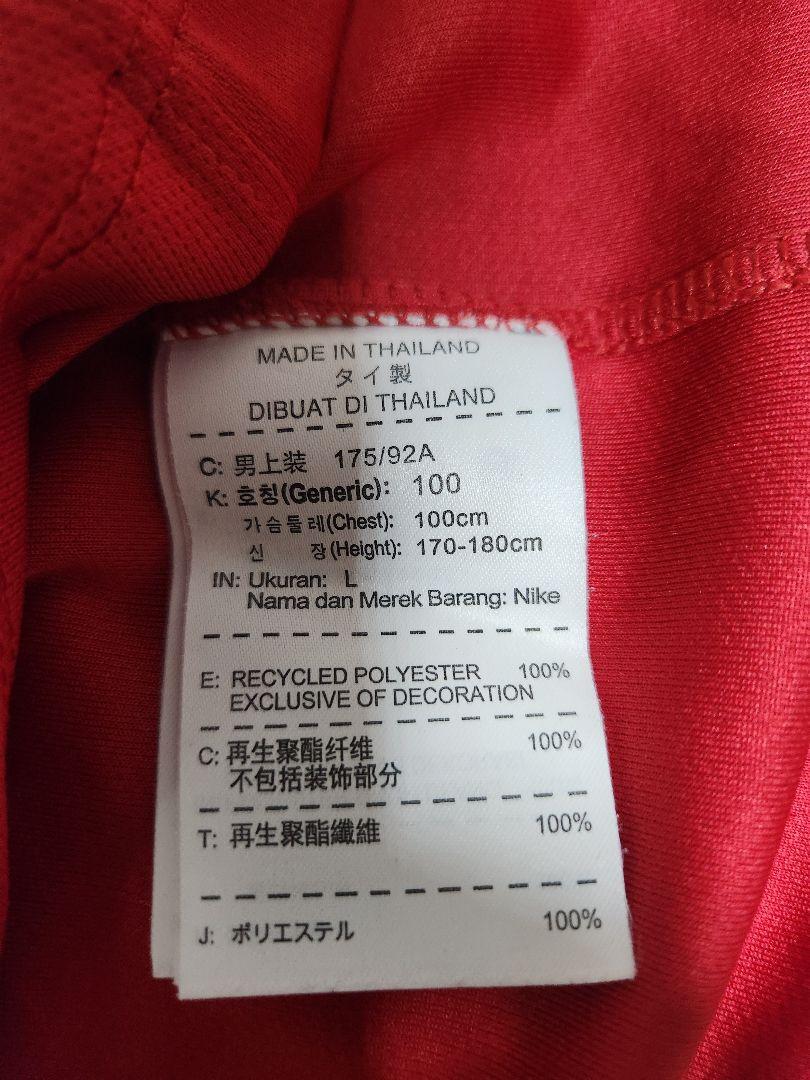 MADE IN THAILAND
タイ製
DIBUAT DI THAILAND
C: 男上装 175/92A
K: 호칭(Generic): 100
가슴둘레(Chest): 100cm
신 장(Height): 170-180cm
IN: Ukuran: L
Nama dan Merek Barang: Nike
E: RECYCLED POLYESTER 100%
EXCLUSIVE OF DECORATION
C: 再生聚酯纤维 100%
不包括装饰部分
T: 再生聚酯纖維 100%
J: ポリエステル 100%